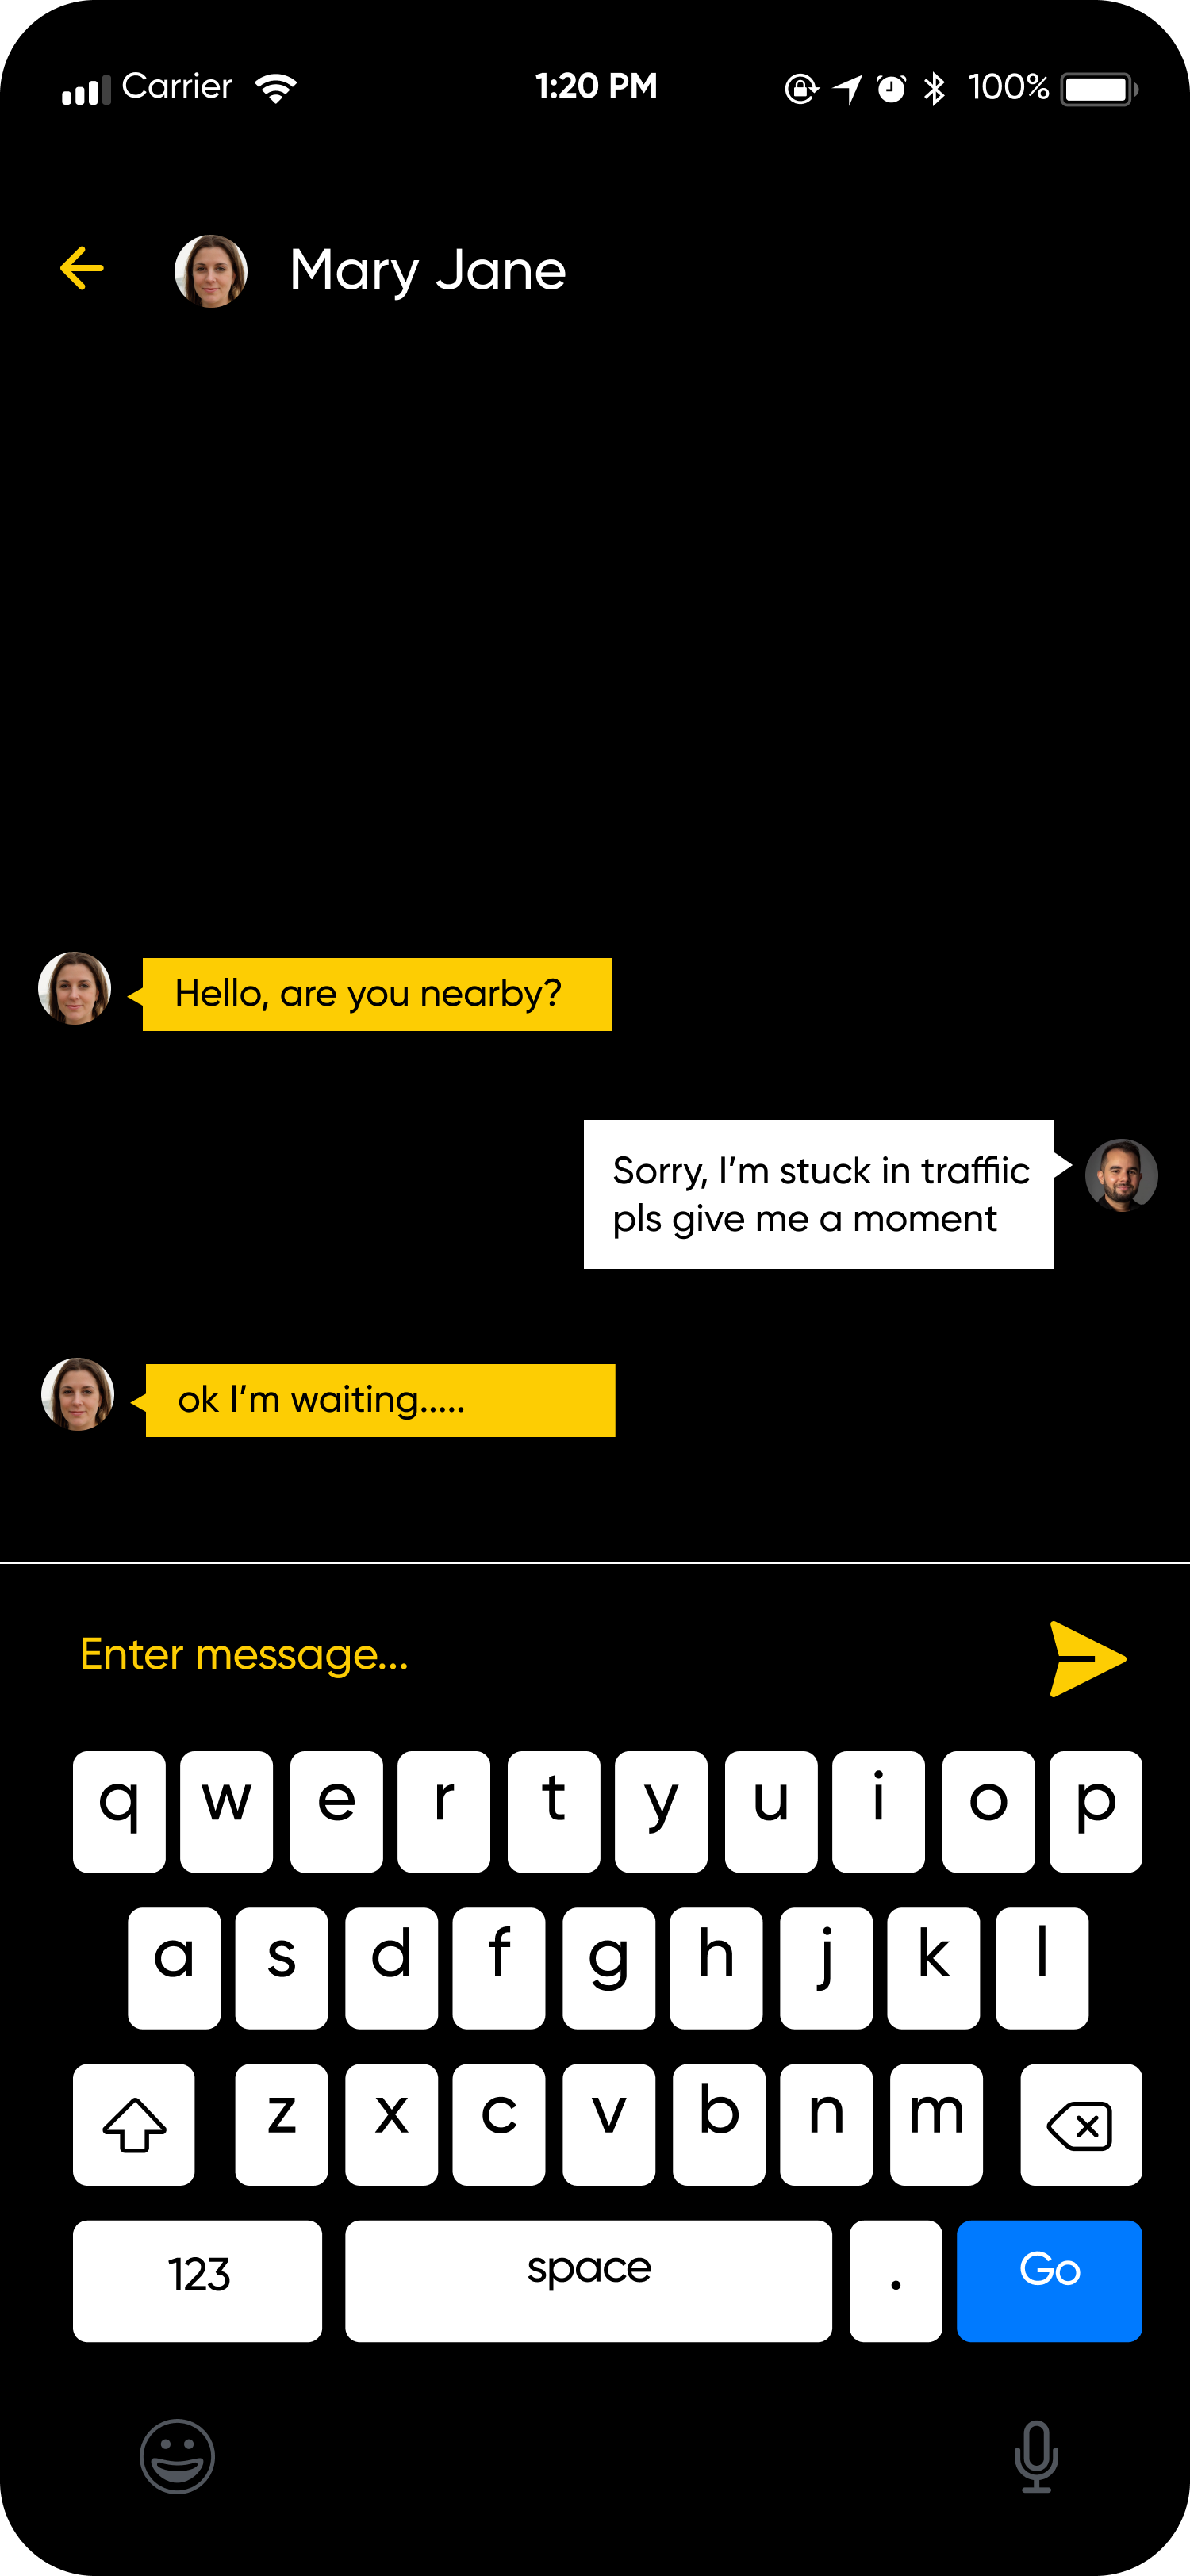 Carrier 1:20 PM 100%
Mary Jane
Hello, are you nearby?
Sorry, I’m stuck in traffiic
pls give me a moment
ok I’m waiting.....
Enter message...
q w e r t y u i o p
a s d f g h j k l
z x c v b n m
123 space . Go